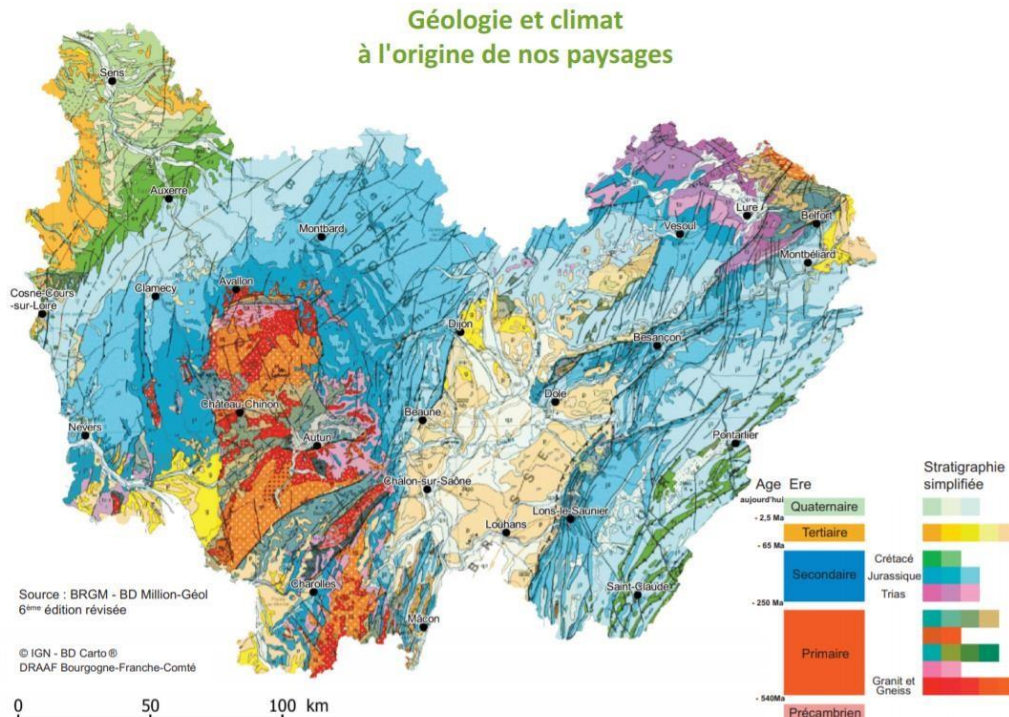 Géologie et climat
à l'origine de nos paysages
Sens
Auxerre
Montbard
Lure
Belfort
Vesoul
Montbéliard
Clamecy
Avallon
Cosne-Cours
-sur-Loire
Dijon
Besançon
Château-Chinon
Beaune
Dole
Nevers
Autun
Pontarlier
Chalon-sur-Saône
Louhans
Lons-le-Saunier
Charolles
Saint-Claude
Mâcon
Age Ere
Stratigraphie
simplifiée
aujourd'hui
Quaternaire
- 2,5 Ma
Tertiaire
- 65 Ma
Secondaire
Crétacé
Jurassique
Trias
- 250 Ma
Primaire
Granit et
Gneiss
- 540Ma
Précambrien
Source : BRGM - BD Million-Géol
6ème édition révisée
© IGN - BD Carto ®
DRAAF Bourgogne-Franche-Comté
0 50 100 km